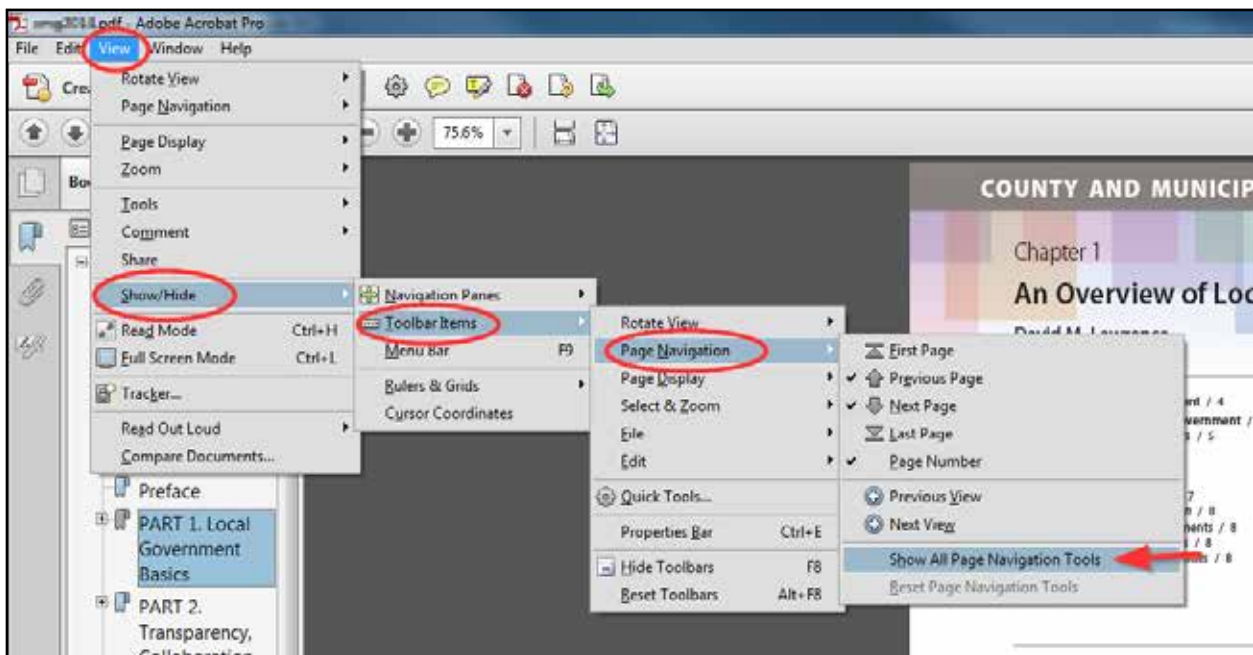 .pdf - Adobe Acrobat Pro
File Edit View Window Help
75.6%
Rotate View
Page Navigation
Page Display
Zoom
Tools
Comment
Share
Show/Hide
Read Mode Ctrl+H
Full Screen Mode Ctrl+L
Tracker...
Read Out Loud
Compare Documents...
Navigation Panes
Toolbar Items
Menu Bar F9
Rulers & Grids
Cursor Coordinates
Rotate View
Page Navigation
Page Display
Select & Zoom
File
Edit
Quick Tools...
Properties Bar Ctrl+E
Hide Toolbars F8
Reset Toolbars Alt+F8
First Page
Previous Page
Next Page
Last Page
Page Number
Previous View
Next View
Show All Page Navigation Tools
Reset Page Navigation Tools
Preface
PART 1. Local
Government
Basics
PART 2.
Transparency,
COUNTY AND MUNICIP
Chapter 1
An Overview of Loc